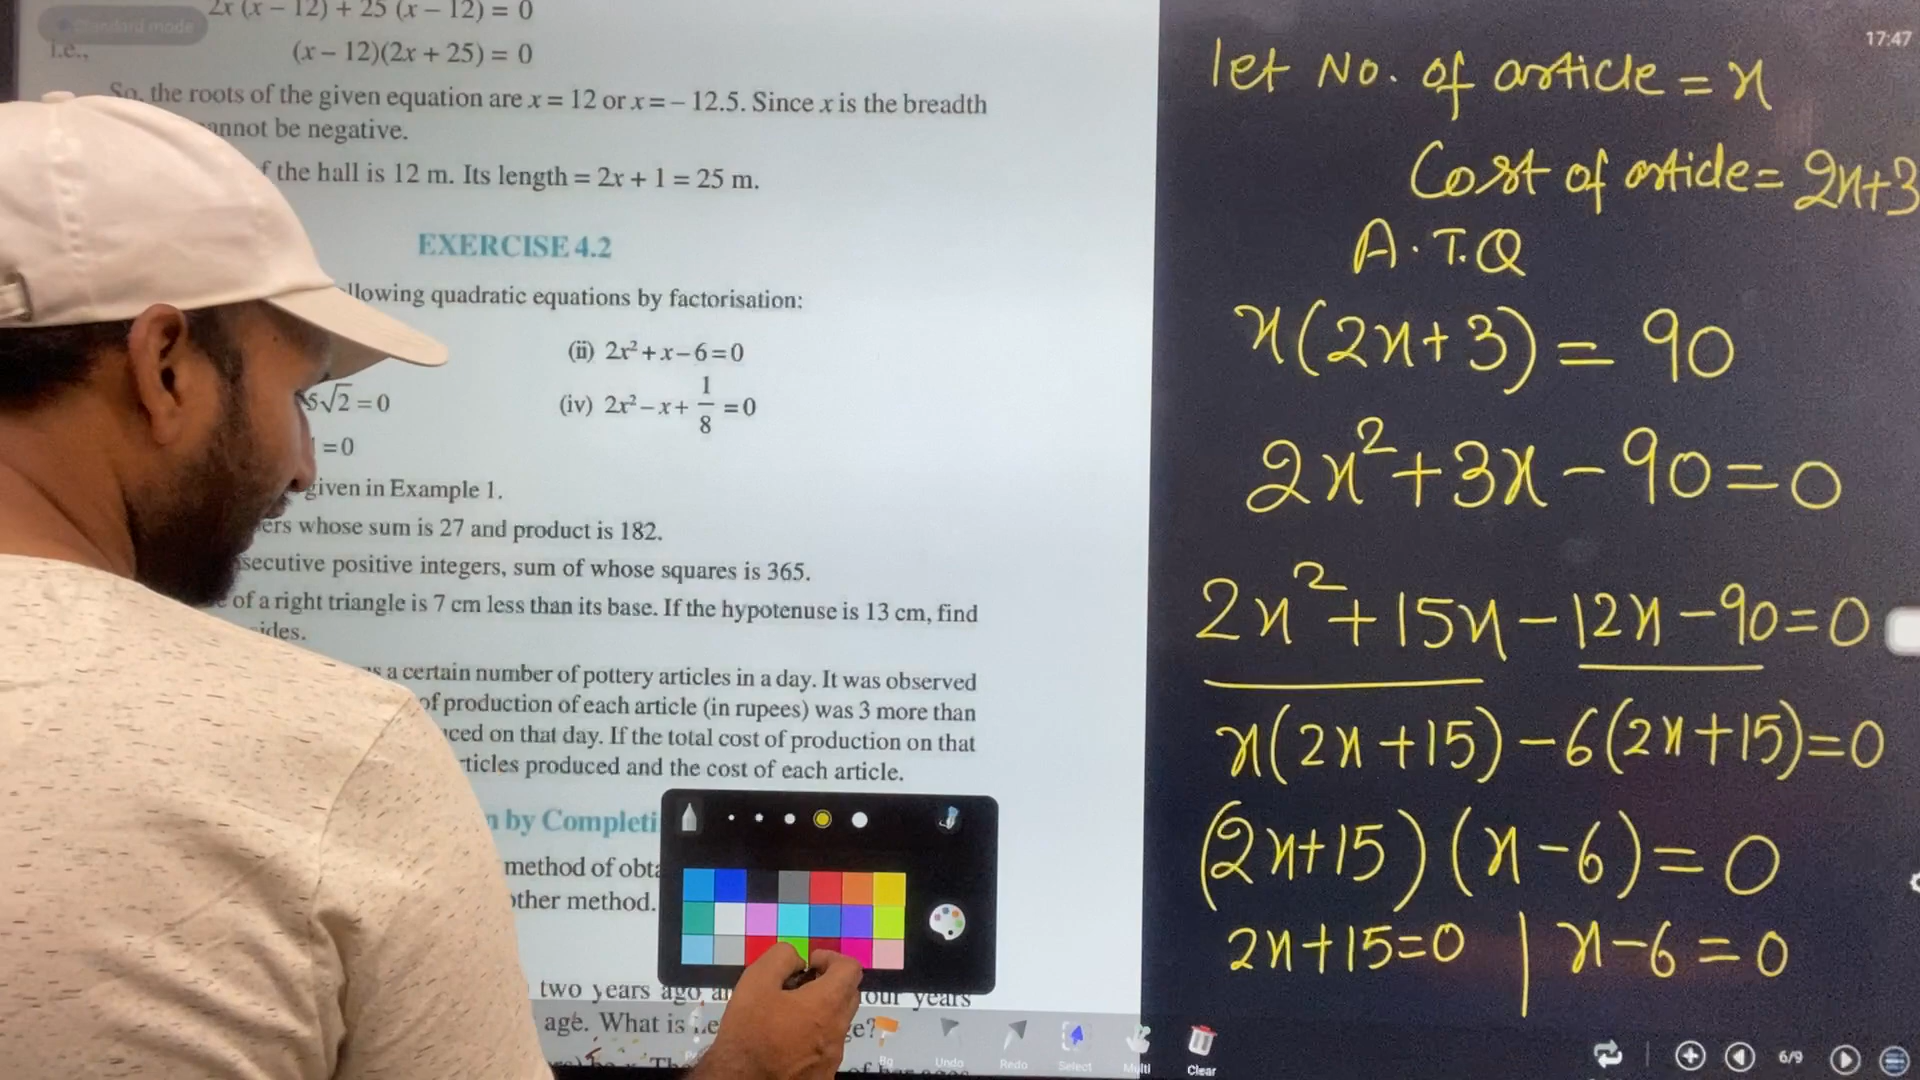 2x (x – 12) + 25 (x – 12) = 0
Standard mode
i.e.,
(x – 12)(2x + 25) = 0
So, the roots of the given equation are x = 12 or x = – 12.5. Since x is the breadth
cannot be negative.
f the hall is 12 m. Its length = 2x + 1 = 25 m.
EXERCISE 4.2
llowing quadratic equations by factorisation:
(ii) 2x² + x – 6 = 0
5√2 = 0
(iv) 2x² – x + 1/8 = 0
= 0
given in Example 1.
ers whose sum is 27 and product is 182.
secutive positive integers, sum of whose squares is 365.
of a right triangle is 7 cm less than its base. If the hypotenuse is 13 cm, find
sides.
a certain number of pottery articles in a day. It was observed
of production of each article (in rupees) was 3 more than
ced on that day. If the total cost of production on that
ticles produced and the cost of each article.
n by Completi
method of obta
other method.
two years ago
four years
age. What is
ge?
Bg
Undo
Redo
Select
Multi
Clear
17:47
let No. of article = x
Cost of article = 2x+3
A.T.Q
x(2x+3) = 90
2x²+3x-90=0
2x²+15x-12x-90=0
x(2x+15)-6(2x+15)=0
(2x+15)(x-6)=0
2x+15=0 | x-6=0
6/9